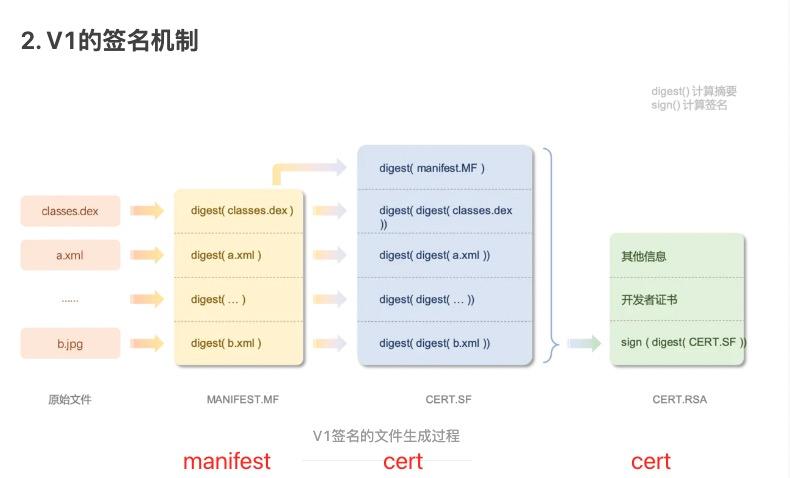 2. V1的签名机制
digest() 计算摘要
sign() 计算签名
digest( manifest.MF )
classes.dex
digest( classes.dex )
digest( digest( classes.dex
))
a.xml
digest( a.xml )
digest( digest( a.xml ))
其他信息
……
digest( … )
digest( digest( … ))
开发者证书
b.jpg
digest( b.xml )
digest( digest( b.xml ))
sign ( digest( CERT.SF ))
原始文件
MANIFEST.MF
CERT.SF
CERT.RSA
V1签名的文件生成过程
manifest
cert
cert